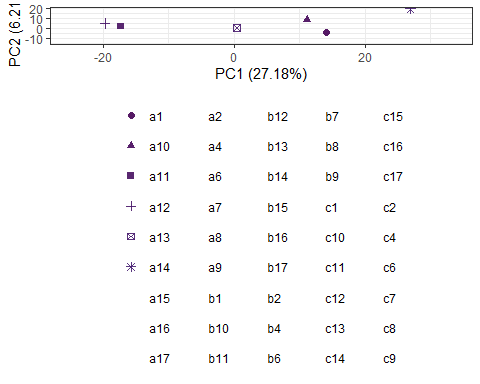 PC2 (6.21
20
10
0
-10
-20 0 20
PC1 (27.18%)
a1 a2 b12 b7 c15
a10 a4 b13 b8 c16
a11 a6 b14 b9 c17
a12 a7 b15 c1 c2
a13 a8 b16 c10 c4
a14 a9 b17 c11 c6
a15 b1 b2 c12 c7
a16 b10 b4 c13 c8
a17 b11 b6 c14 c9